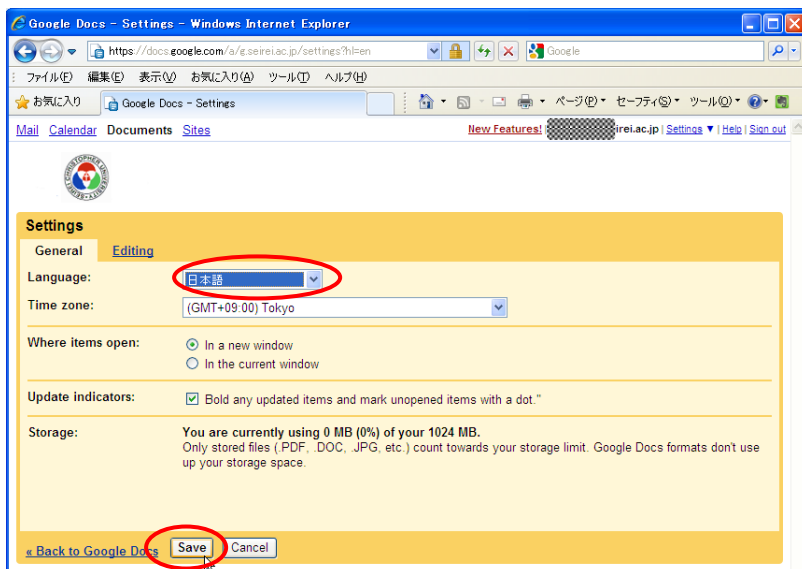 Google Docs - Settings - Windows Internet Explorer
https://docs.google.com/a/g.seirei.ac.jp/settings?hl=en
Google
ファイル(F) 編集(E) 表示(V) お気に入り(A) ツール(T) ヘルプ(H)
お気に入り Google Docs - Settings ページ(P) セーフティ(S) ツール(O)
Mail Calendar Documents Sites New Features! | irei.ac.jp | Settings ▼ | Help | Sign out
Settings
General Editing
Language: 日本語
Time zone: (GMT+09:00) Tokyo
Where items open: In a new window
In the current window
Update indicators: Bold any updated items and mark unopened items with a dot."
Storage: You are currently using 0 MB (0%) of your 1024 MB.
Only stored files (.PDF, .DOC, .JPG, etc.) count towards your storage limit. Google Docs formats don't use
up your storage space.
« Back to Google Docs Save Cancel